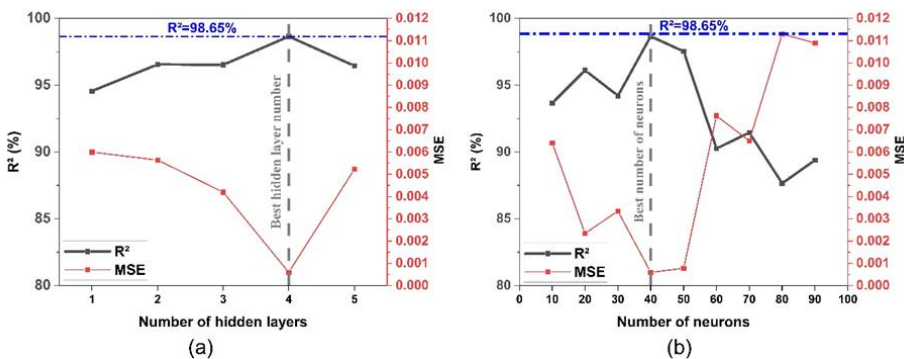 R²=98.65%
100
95
90
85
80
R² (%)
0.012
0.011
0.010
0.009
0.008
0.007
0.006
0.005
0.004
0.003
0.002
0.001
0.000
MSE
Best hidden layer number
R²
MSE
1 2 3 4 5
Number of hidden layers
(a)
R²=98.65%
100
95
90
85
80
R² (%)
0.012
0.011
0.010
0.009
0.008
0.007
0.006
0.005
0.004
0.003
0.002
0.001
0.000
MSE
Best number of neurons
R²
MSE
0 10 20 30 40 50 60 70 80 90 100
Number of neurons
(b)